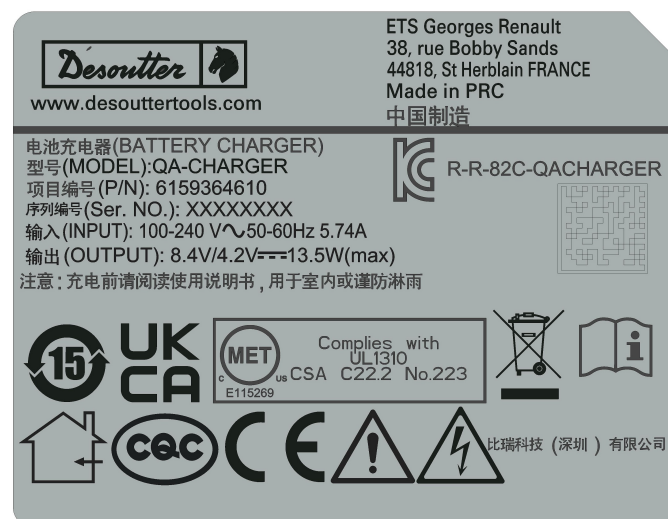 Desoutter
www.desouttertools.com
ETS Georges Renault
38, rue Bobby Sands
44818, St Herblain FRANCE
Made in PRC
中国制造
电池充电器(BATTERY CHARGER)
型号(MODEL):QA-CHARGER
项目编号(P/N): 6159364610
序列编号(Ser. NO.): XXXXXXXX
输入(INPUT): 100-240 V～50-60Hz 5.74A
输出(OUTPUT): 8.4V/4.2V⎓13.5W(max)
注意:充电前请阅读使用说明书,用于室内或谨防淋雨
R-R-82C-QACHARGER
15
UK
CA
c MET us
E115269
Complies with
UL1310
CSA C22.2 No.223
i
CQC
CE
!
比瑞科技(深圳)有限公司